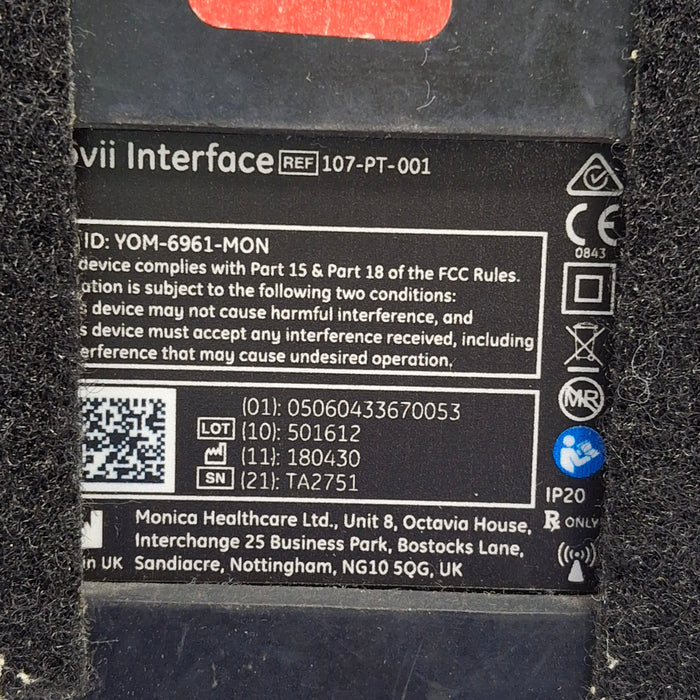 ovii Interface REF 107-PT-001
ID: YOM-6961-MON
device complies with Part 15 & Part 18 of the FCC Rules.
ation is subject to the following two conditions:
s device may not cause harmful interference, and
s device must accept any interference received, including
erference that may cause undesired operation.
CE
0843
MR
(01): 05060433670053
LOT (10): 501612
(11): 180430
SN (21): TA2751
IP20
Rx ONLY
Monica Healthcare Ltd., Unit 8, Octavia House,
Interchange 25 Business Park, Bostocks Lane,
in UK Sandiacre, Nottingham, NG10 5QG, UK